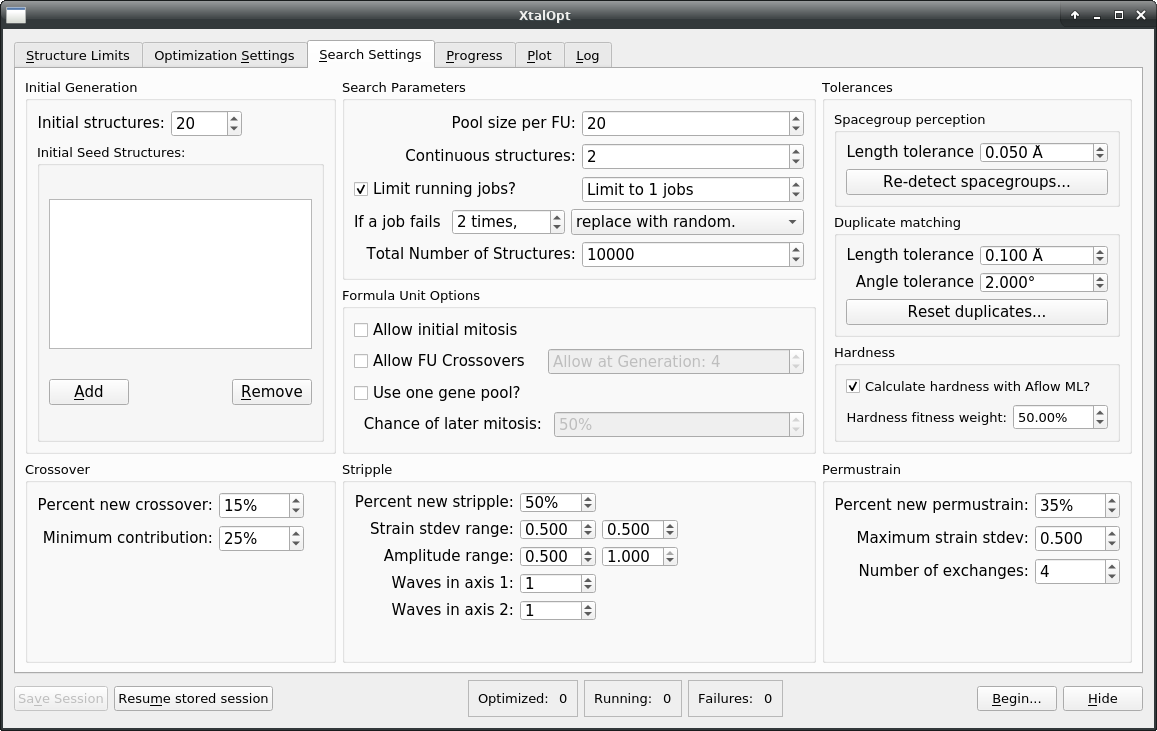 XtalOpt
Structure Limits Optimization Settings Search Settings Progress Plot Log
Initial Generation
Initial structures: 20
Initial Seed Structures:
Add Remove
Search Parameters
Pool size per FU: 20
Continuous structures: 2
Limit running jobs? Limit to 1 jobs
If a job fails 2 times, replace with random.
Total Number of Structures: 10000
Formula Unit Options
Allow initial mitosis
Allow FU Crossovers Allow at Generation: 4
Use one gene pool?
Chance of later mitosis: 50%
Tolerances
Spacegroup perception
Length tolerance 0.050 Å
Re-detect spacegroups...
Duplicate matching
Length tolerance 0.100 Å
Angle tolerance 2.000°
Reset duplicates...
Hardness
Calculate hardness with Aflow ML?
Hardness fitness weight: 50.00%
Crossover
Percent new crossover: 15%
Minimum contribution: 25%
Stripple
Percent new stripple: 50%
Strain stdev range: 0.500 0.500
Amplitude range: 0.500 1.000
Waves in axis 1: 1
Waves in axis 2: 1
Permustrain
Percent new permustrain: 35%
Maximum strain stdev: 0.500
Number of exchanges: 4
Save Session Resume stored session Optimized: 0 Running: 0 Failures: 0 Begin... Hide